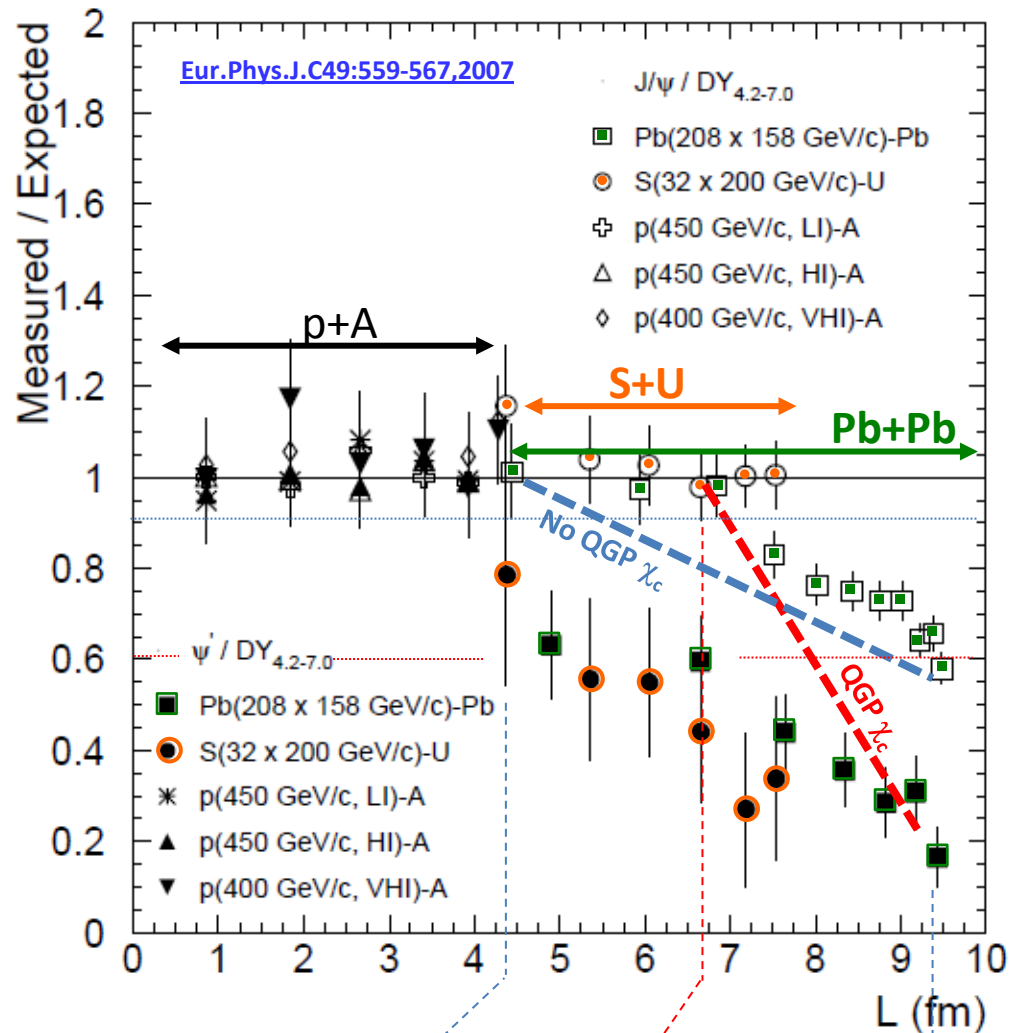 Measured / Expected
2
1.8
1.6
1.4
1.2
1
0.8
0.6
0.4
0.2
0
Eur.Phys.J.C49:559-567,2007
J/ψ / DY4.2-7.0
Pb(208 x 158 GeV/c)-Pb
S(32 x 200 GeV/c)-U
p(450 GeV/c, LI)-A
p(450 GeV/c, HI)-A
p(400 GeV/c, VHI)-A
p+A
S+U
Pb+Pb
No QGP χc
QGP χc
ψ' / DY4.2-7.0
Pb(208 x 158 GeV/c)-Pb
S(32 x 200 GeV/c)-U
p(450 GeV/c, LI)-A
p(450 GeV/c, HI)-A
p(400 GeV/c, VHI)-A
0 1 2 3 4 5 6 7 8 9 10
L (fm)